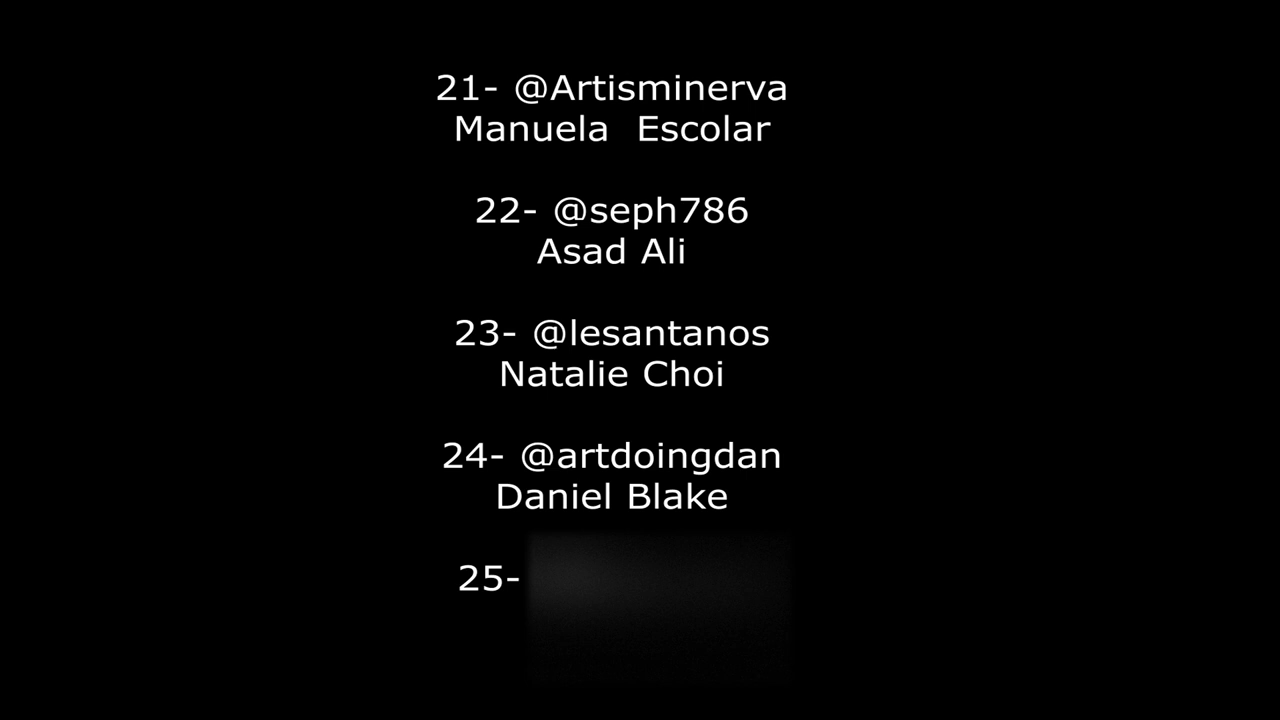 21- @Artisminerva
Manuela  Escolar
22- @seph786
Asad Ali
23- @lesantanos
Natalie Choi
24- @artdoingdan
Daniel Blake
25-